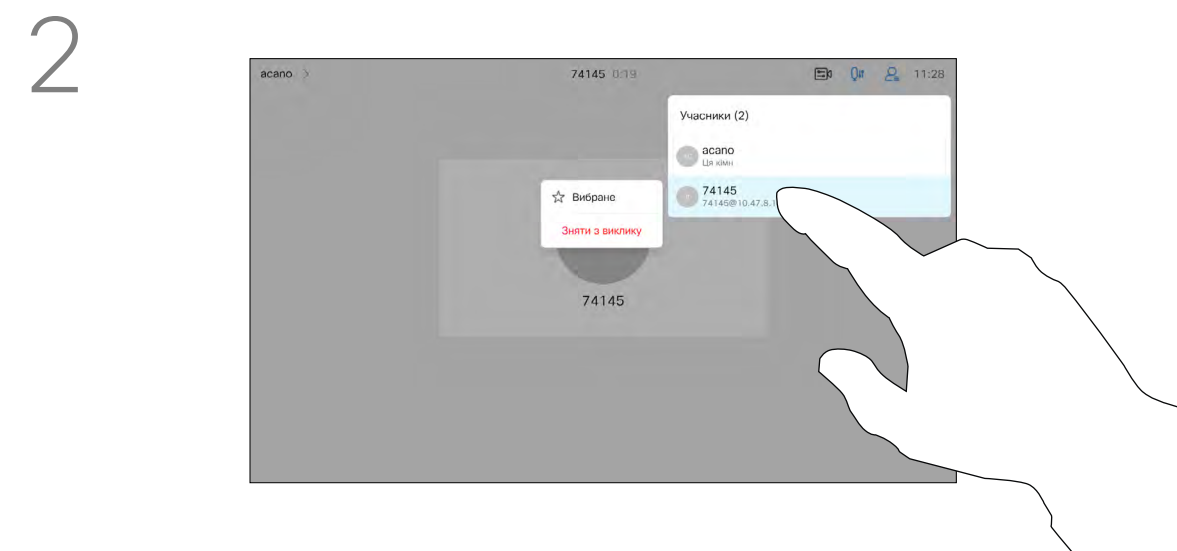 2
acano >
74145 0:19
11:28
Учасники (2)
acano
Ця кімн
74145
74145@10.47.8.1
Вибране
Зняти з виклику
74145